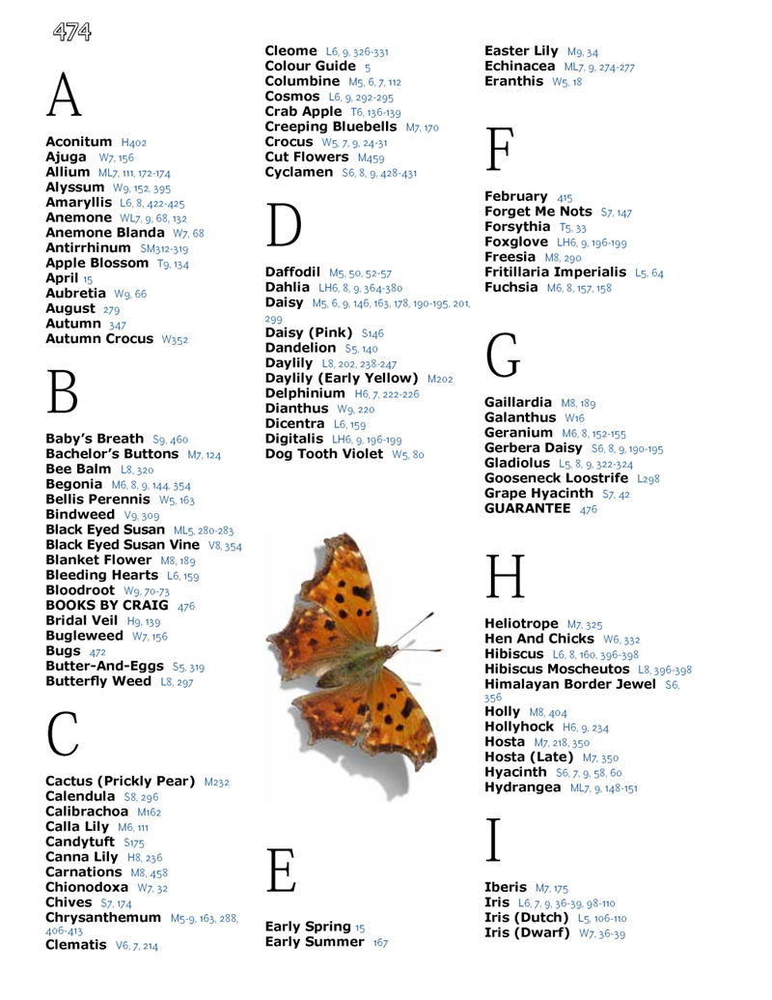 474
A
Aconitum H402
Ajuga W7, 156
Allium ML7, 111, 172-174
Alyssum W9, 152, 395
Amaryllis L6, 8, 422-425
Anemone WL7, 9, 68, 132
Anemone Blanda W7, 68
Antirrhinum SM312-319
Apple Blossom T9, 134
April 15
Aubretia W9, 66
August 279
Autumn 347
Autumn Crocus W352
B
Baby's Breath S9, 460
Bachelor's Buttons M7, 124
Bee Balm L8, 320
Begonia M6, 8, 9, 144, 354
Bellis Perennis W5, 163
Bindweed V9, 309
Black Eyed Susan ML5, 280-283
Black Eyed Susan Vine V8, 354
Blanket Flower M8, 189
Bleeding Hearts L6, 159
Bloodroot W9, 70-73
BOOKS BY CRAIG 476
Bridal Veil H9, 139
Bugleweed W7, 156
Bugs 472
Butter-And-Eggs S5, 319
Butterfly Weed L8, 297
C
Cactus (Prickly Pear) M232
Calendula S8, 296
Calibrachoa M162
Calla Lily M6, 111
Candytuft S175
Canna Lily H8, 236
Carnations M8, 458
Chionodoxa W7, 32
Chives S7, 174
Chrysanthemum M5-9, 163, 288,
406-413
Clematis V6, 7, 214
Cleome L6, 9, 326-331
Colour Guide 5
Columbine M5, 6, 7, 112
Cosmos L6, 9, 292-295
Crab Apple T6, 136-139
Creeping Bluebells M7, 170
Crocus W5, 7, 9, 24-31
Cut Flowers M459
Cyclamen S6, 8, 9, 428-431
D
Daffodil M5, 50, 52-57
Dahlia LH6, 8, 9, 364-380
Daisy M5, 6, 9, 146, 163, 178, 190-195, 201,
299
Daisy (Pink) S146
Dandelion S5, 140
Daylily L8, 202, 238-247
Daylily (Early Yellow) M202
Delphinium H6, 7, 222-226
Dianthus W9, 220
Dicentra L6, 159
Digitalis LH6, 9, 196-199
Dog Tooth Violet W5, 80
E
Early Spring 15
Early Summer 167
Easter Lily M9, 34
Echinacea ML7, 9, 274-277
Eranthis W5, 18
F
February 415
Forget Me Nots S7, 147
Forsythia T5, 33
Foxglove LH6, 9, 196-199
Freesia M8, 290
Fritillaria Imperialis L5, 64
Fuchsia M6, 8, 157, 158
G
Gaillardia M8, 189
Galanthus W16
Geranium M6, 8, 152-155
Gerbera Daisy S6, 8, 9, 190-195
Gladiolus L5, 8, 9, 322-324
Gooseneck Loostrife L298
Grape Hyacinth S7, 42
GUARANTEE 476
H
Heliotrope M7, 325
Hen And Chicks W6, 332
Hibiscus L6, 8, 160, 396-398
Hibiscus Moscheutos L8, 396-398
Himalayan Border Jewel S6,
356
Holly M8, 404
Hollyhock H6, 9, 234
Hosta M7, 218, 350
Hosta (Late) M7, 350
Hyacinth S6, 7, 9, 58, 60
Hydrangea ML7, 9, 148-151
I
Iberis M7, 175
Iris L6, 7, 9, 36-39, 98-110
Iris (Dutch) L5, 106-110
Iris (Dwarf) W7, 36-39